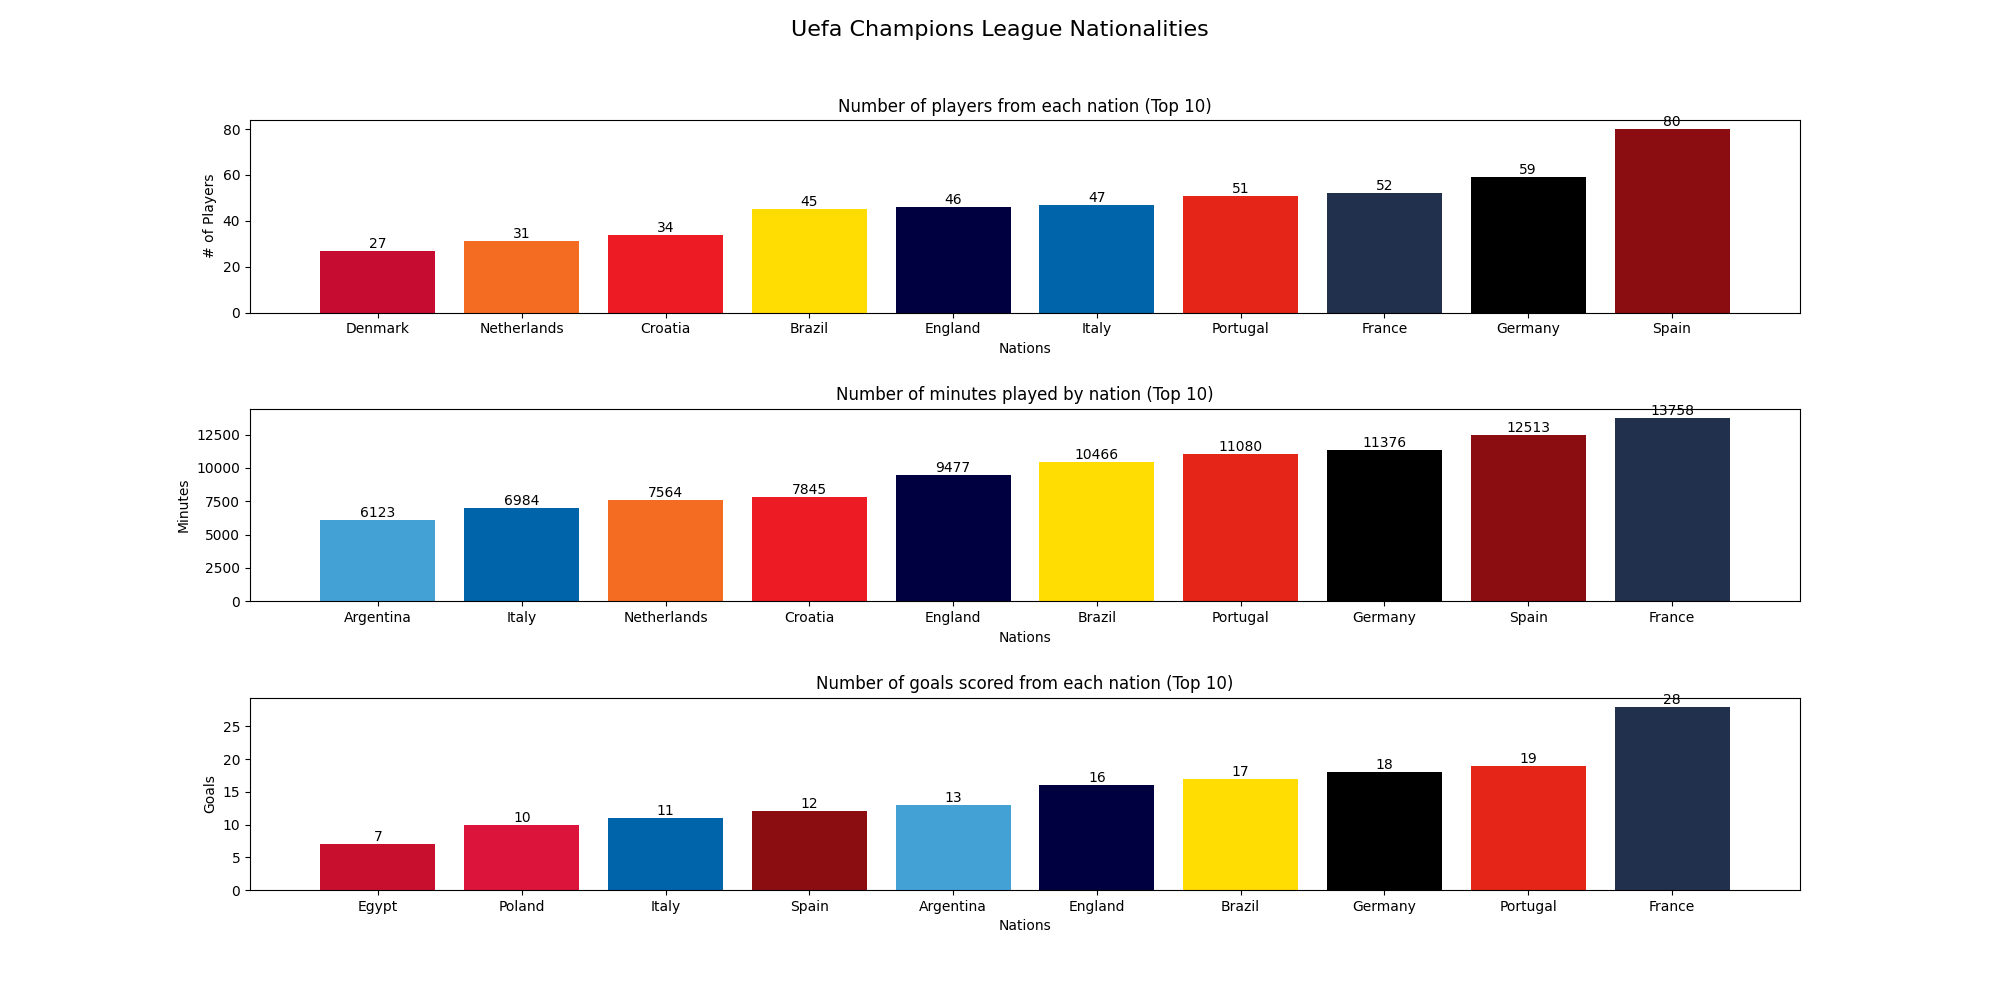 Uefa Champions League Nationalities
Number of players from each nation (Top 10)
# of Players
80
60
40
20
0
27 31 34 45 46 47 51 52 59 80
Denmark Netherlands Croatia Brazil England Italy Portugal France Germany Spain
Nations
Number of minutes played by nation (Top 10)
Minutes
12500
10000
7500
5000
2500
0
6123 6984 7564 7845 9477 10466 11080 11376 12513 13758
Argentina Italy Netherlands Croatia England Brazil Portugal Germany Spain France
Nations
Number of goals scored from each nation (Top 10)
Goals
25
20
15
10
5
0
7 10 11 12 13 16 17 18 19 28
Egypt Poland Italy Spain Argentina England Brazil Germany Portugal France
Nations